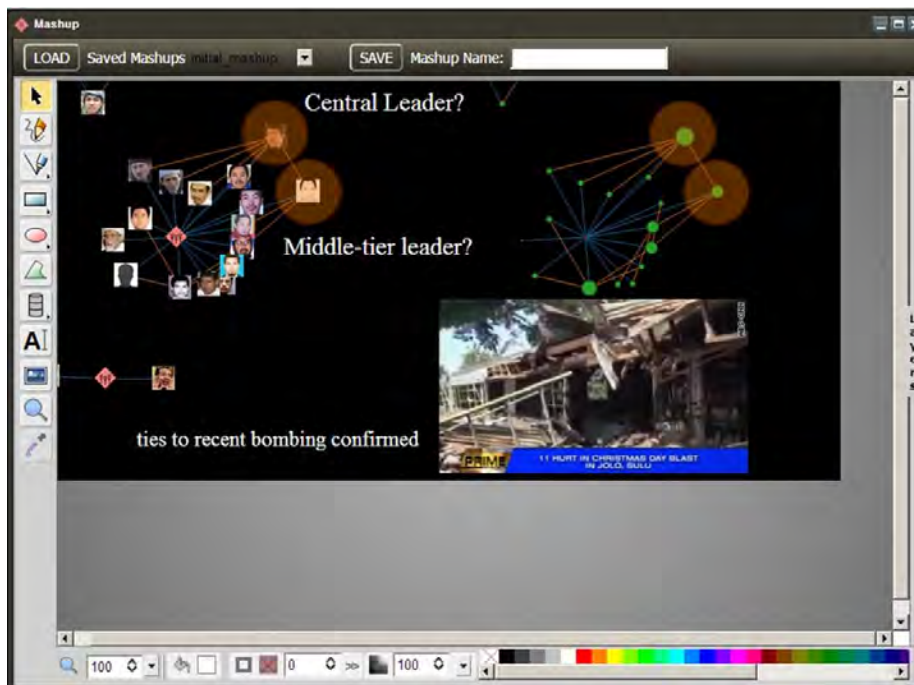 Mashup
LOAD Saved Mashups initial_mashup SAVE Mashup Name:
Central Leader?
Middle-tier leader?
ties to recent bombing confirmed
PRIME
11 HURT IN CHRISTMAS DAY BLAST
IN JOLO, SULU
A
100 0 >> 100
L
a
y
e
r
s